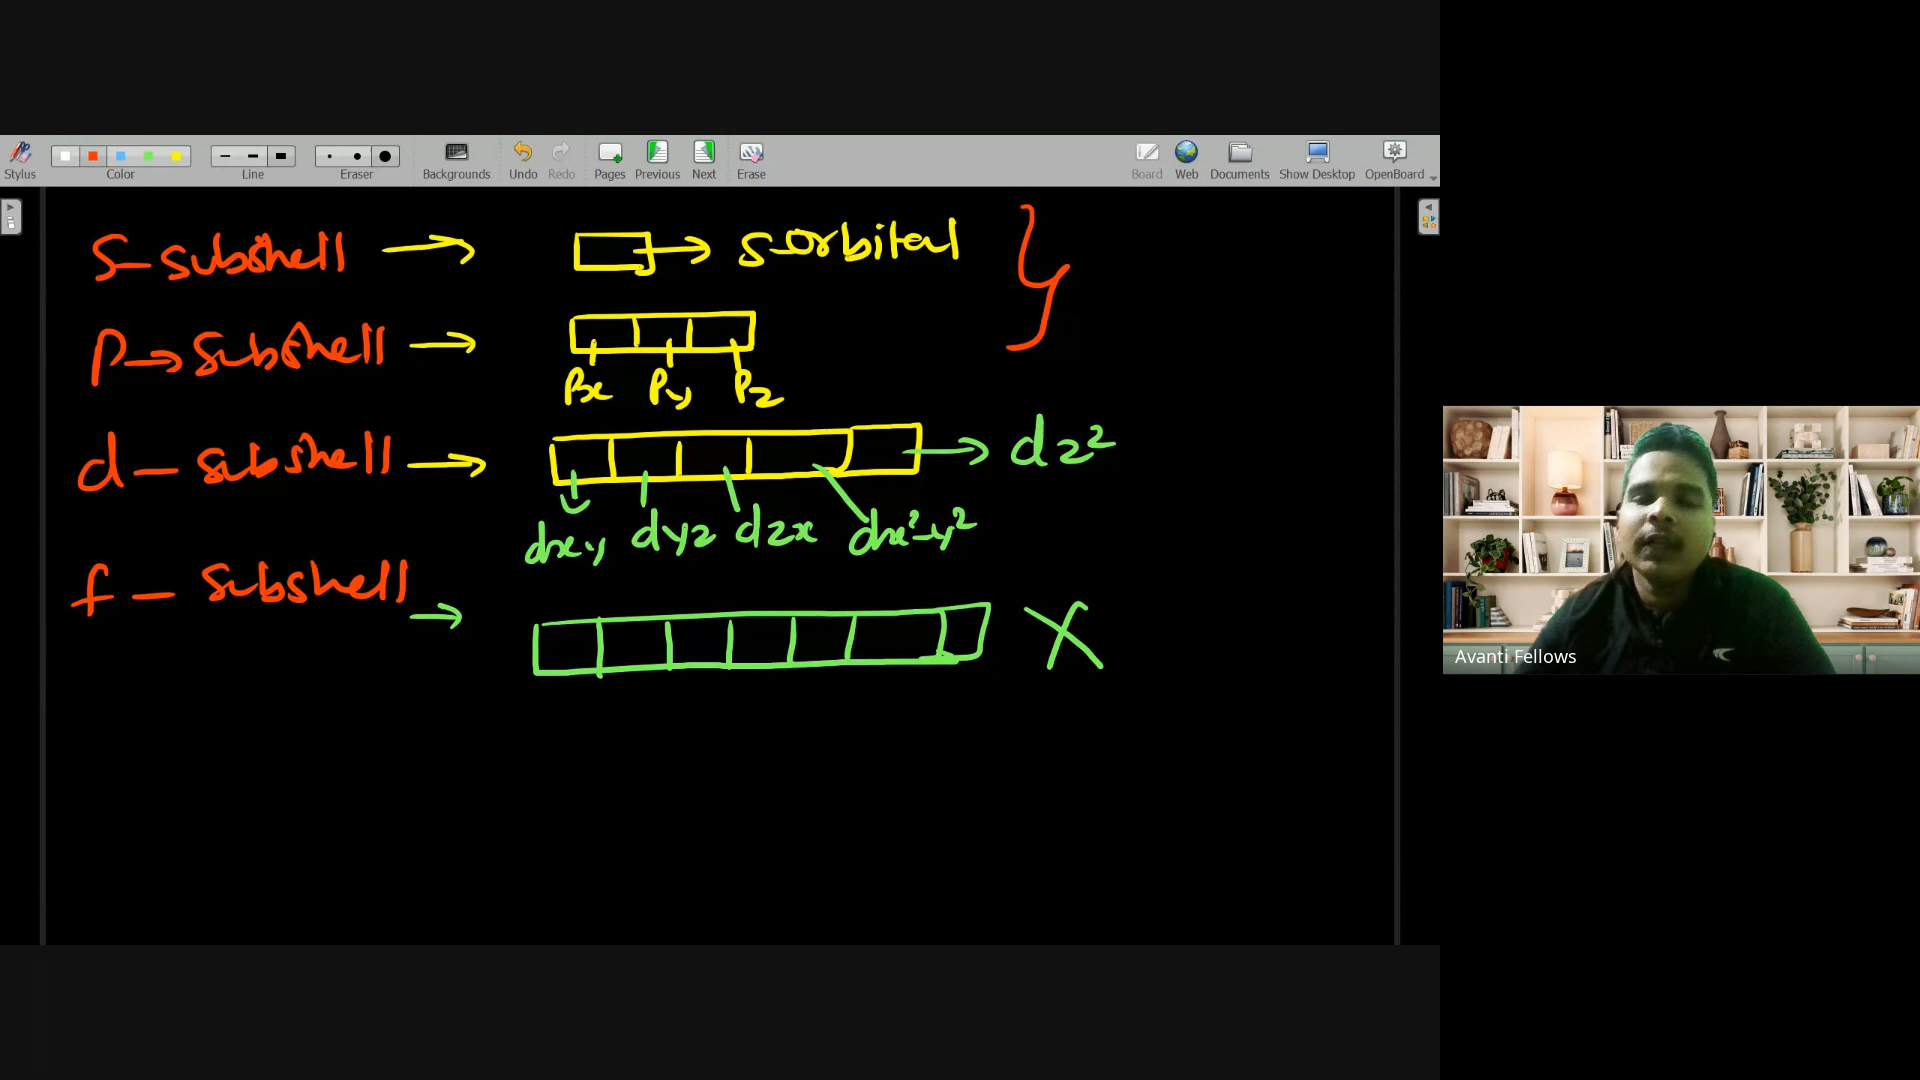 Stylus Color Line Eraser Backgrounds Undo Redo Pages Previous Next Erase Board Web Documents Show Desktop OpenBoard
S-subshell → → s-orbital
P→subshell →
Px Py Pz
d-subshell → → dz²
dxy dyz dzx dx²-y²
f-subshell →
X
Avanti Fellows